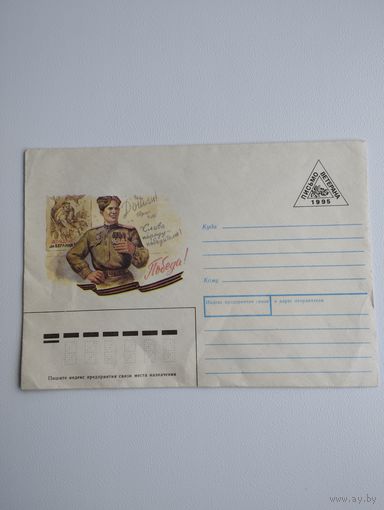 Дошли!
Слава
народу-
победителю!
Победа!
ПИСЬМО
ВЕТЕРАНА
1995
Куда
Кому
Индекс предприятия связи и адрес отправителя
Пишите индекс предприятия связи места назначения
www.ay.by